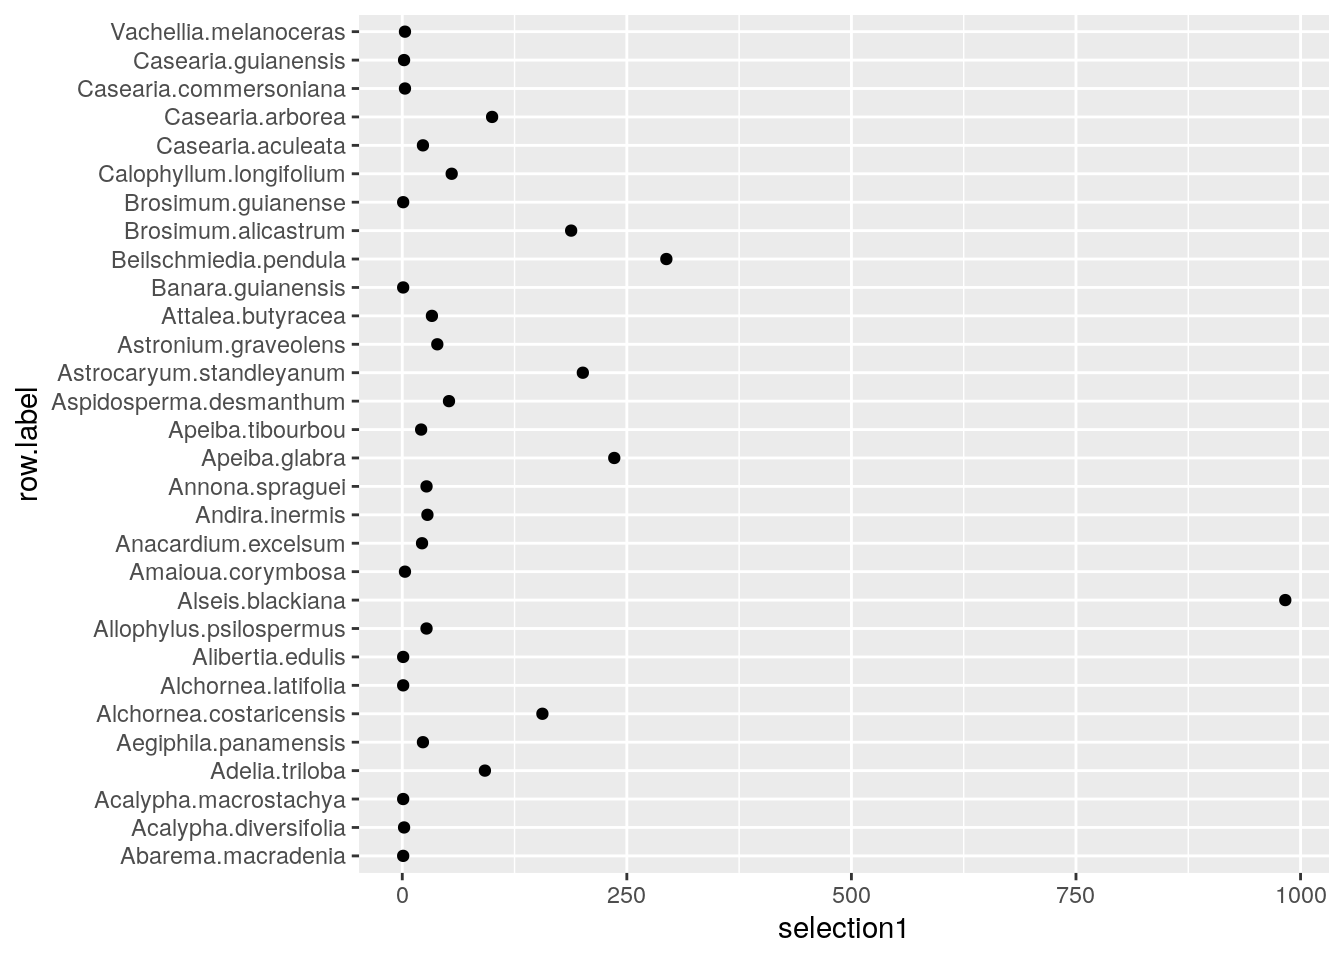 Vachellia.melanoceras
Casearia.guianensis
Casearia.commersoniana
Casearia.arborea
Casearia.aculeata
Calophyllum.longifolium
Brosimum.guianense
Brosimum.alicastrum
Beilschmiedia.pendula
Banara.guianensis
Attalea.butyracea
Astronium.graveolens
Astrocaryum.standleyanum
Aspidosperma.desmanthum
Apeiba.tibourbou
Apeiba.glabra
Annona.spraguei
Andira.inermis
Anacardium.excelsum
Amaioua.corymbosa
Alseis.blackiana
Allophylus.psilospermus
Alibertia.edulis
Alchornea.latifolia
Alchornea.costaricensis
Aegiphila.panamensis
Adelia.triloba
Acalypha.macrostachya
Acalypha.diversifolia
Abarema.macradenia
row.label
0 250 500 750 1000
selection1